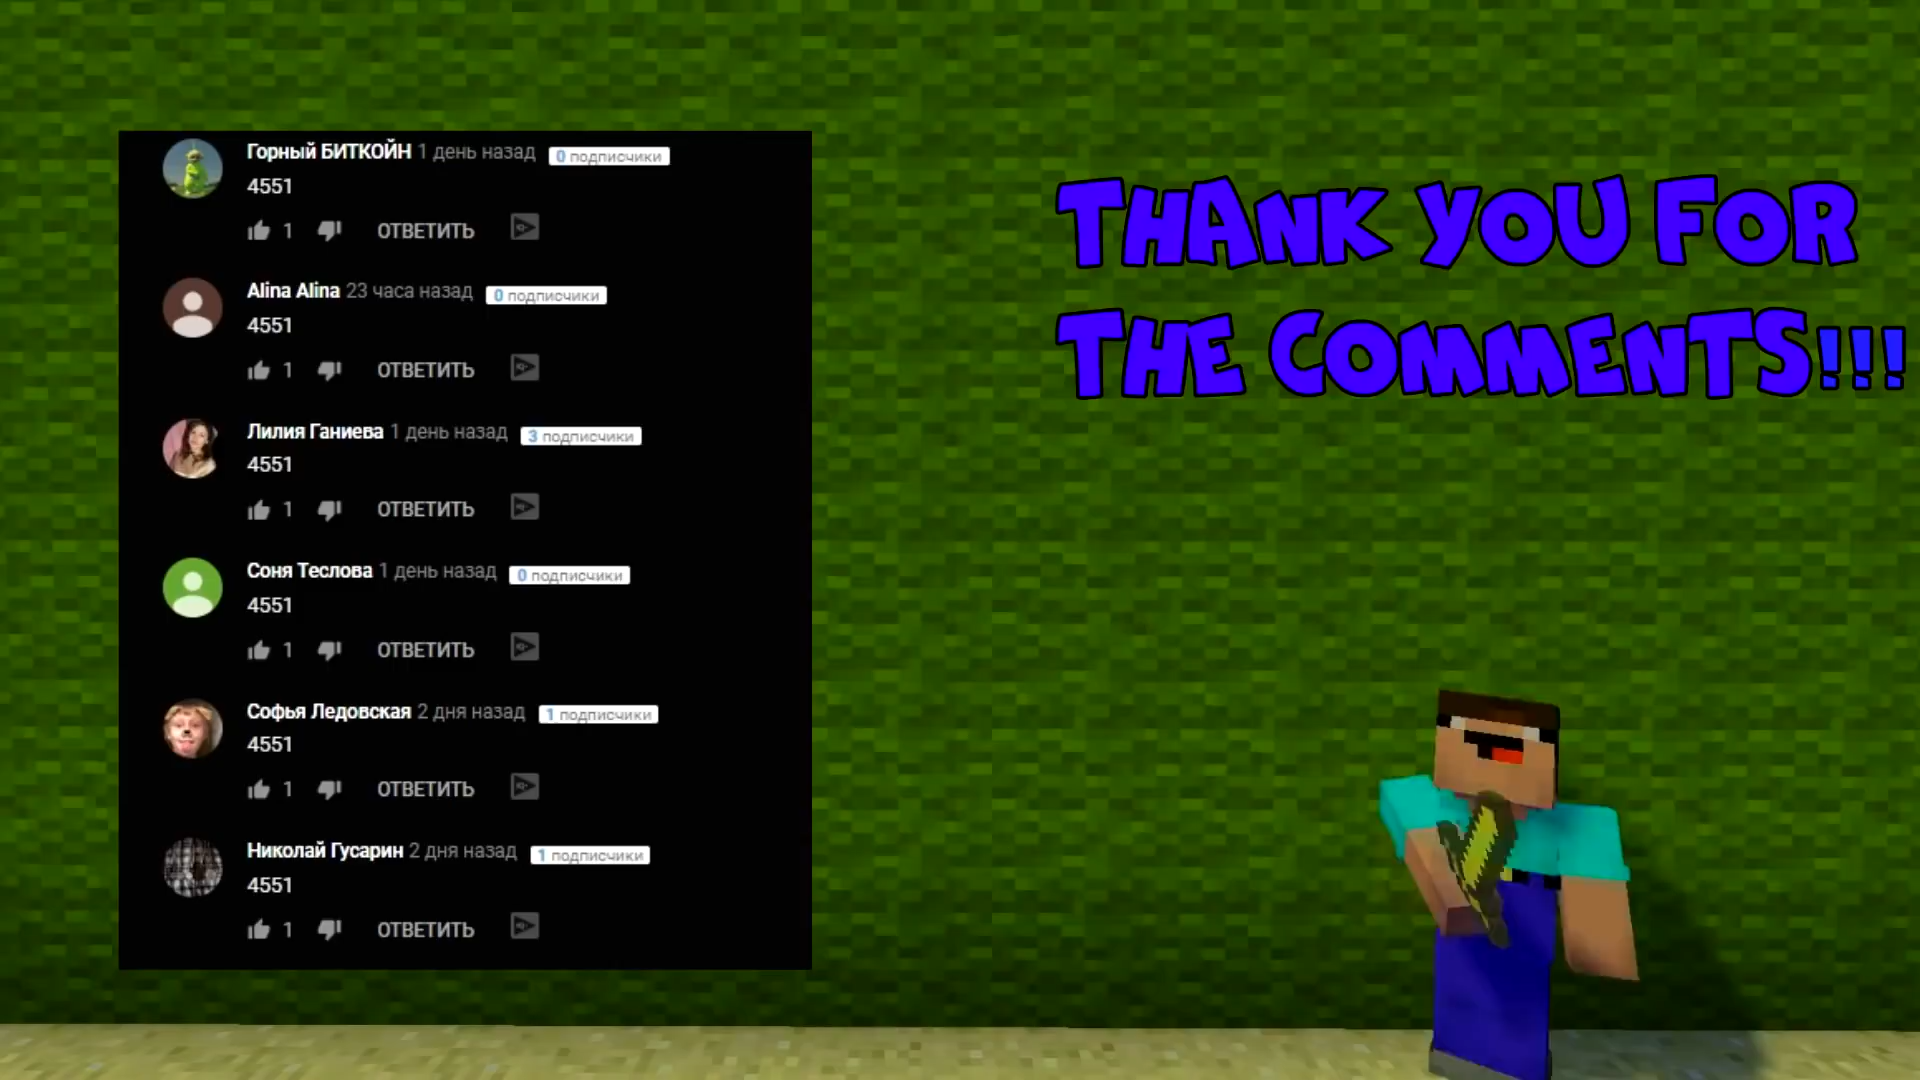 Горный БИТКОЙН 1 день назад 0 подписчики
4551
1 ОТВЕТИТЬ
Alina Alina 23 часа назад 0 подписчики
4551
1 ОТВЕТИТЬ
Лилия Ганиева 1 день назад 3 подписчики
4551
1 ОТВЕТИТЬ
Соня Теслова 1 день назад 0 подписчики
4551
1 ОТВЕТИТЬ
Софья Ледовская 2 дня назад 1 подписчики
4551
1 ОТВЕТИТЬ
Николай Гусарин 2 дня назад 1 подписчики
4551
1 ОТВЕТИТЬ
THANK YOU FOR
THE COMMENTS!!!